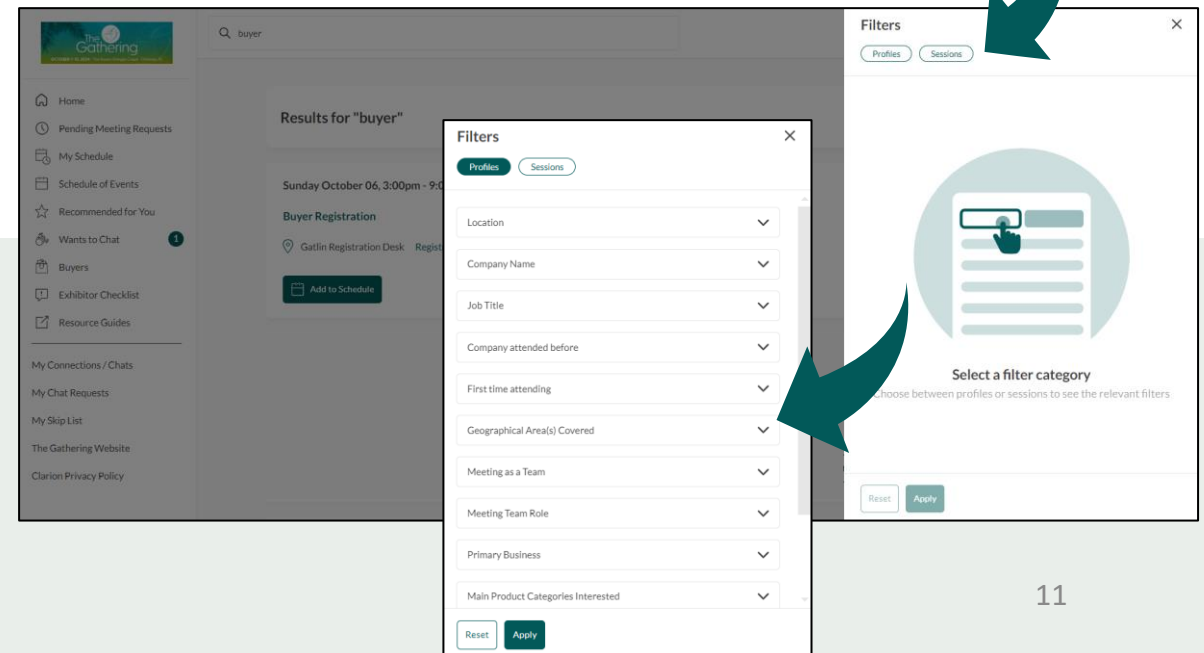 The
Gathering
buyer
Home
Pending Meeting Requests
My Schedule
Schedule of Events
Recommended for You
Wants to Chat
1
Buyers
Exhibitor Checklist
Resource Guides
My Connections / Chats
My Chat Requests
My Skip List
The Gathering Website
Clarion Privacy Policy
Results for "buyer"
Sunday October 06, 3:00pm - 9:0
Buyer Registration
Gatlin Registration Desk Regist
Add to Schedule
Filters
Profiles
Sessions
Location
Company Name
Job Title
Company attended before
First time attending
Geographical Area(s) Covered
Meeting as a Team
Meeting Team Role
Primary Business
Main Product Categories Interested
Reset
Apply
Filters
Profiles
Sessions
Select a filter category
Choose between profiles or sessions to see the relevant filters
Reset
Apply
11